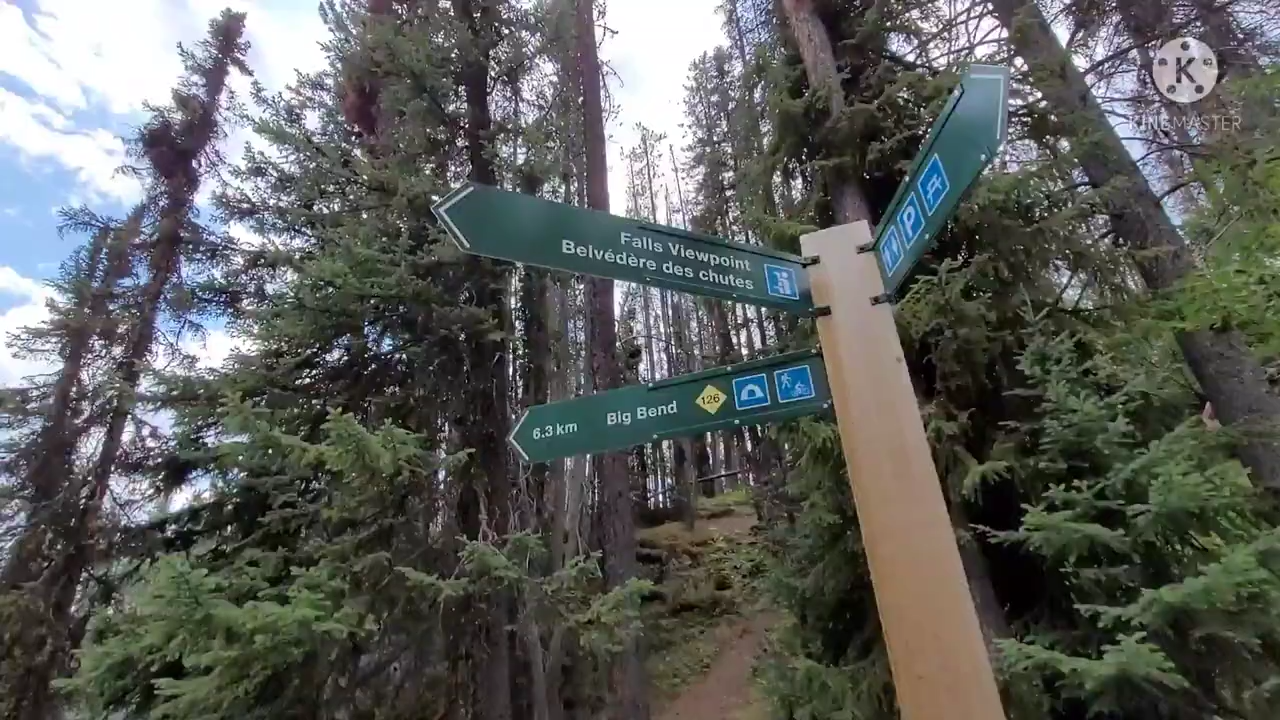 K
KINEMASTER
P
Falls Viewpoint
Belvédère des chutes
6.3 km Big Bend 126